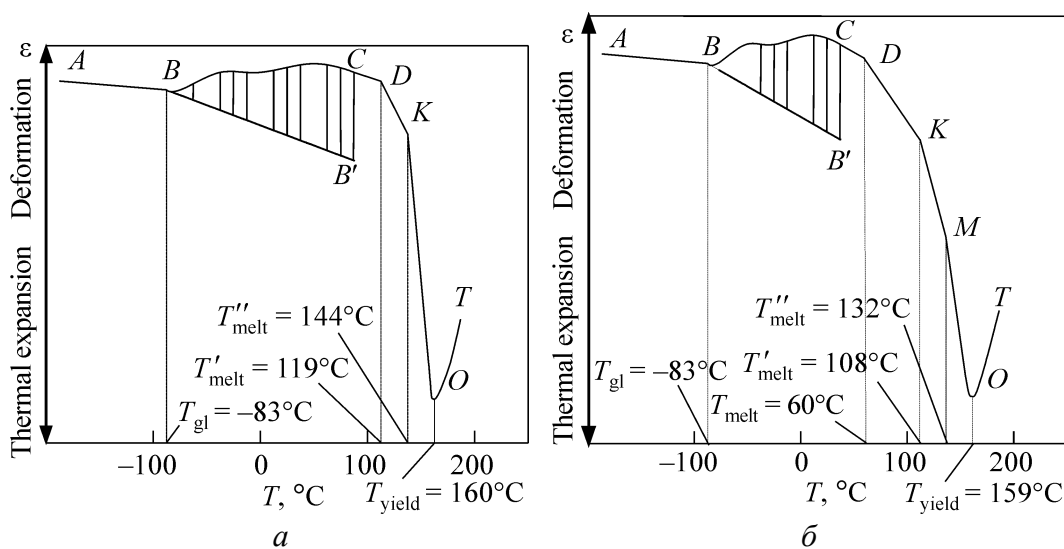 ε
Deformation
Thermal expansion
A
B
C
D
K
B′
T
O
T″melt = 144°C
T′melt = 119°C
Tgl = –83°C
–100
0
100
200
T, °C
Tyield = 160°C
а
ε
Deformation
Thermal expansion
A
B
C
D
K
B′
M
T
O
T″melt = 132°C
T′melt = 108°C
Tgl = –83°C
Tmelt = 60°C
–100
0
100
200
T, °C
Tyield = 159°C
б